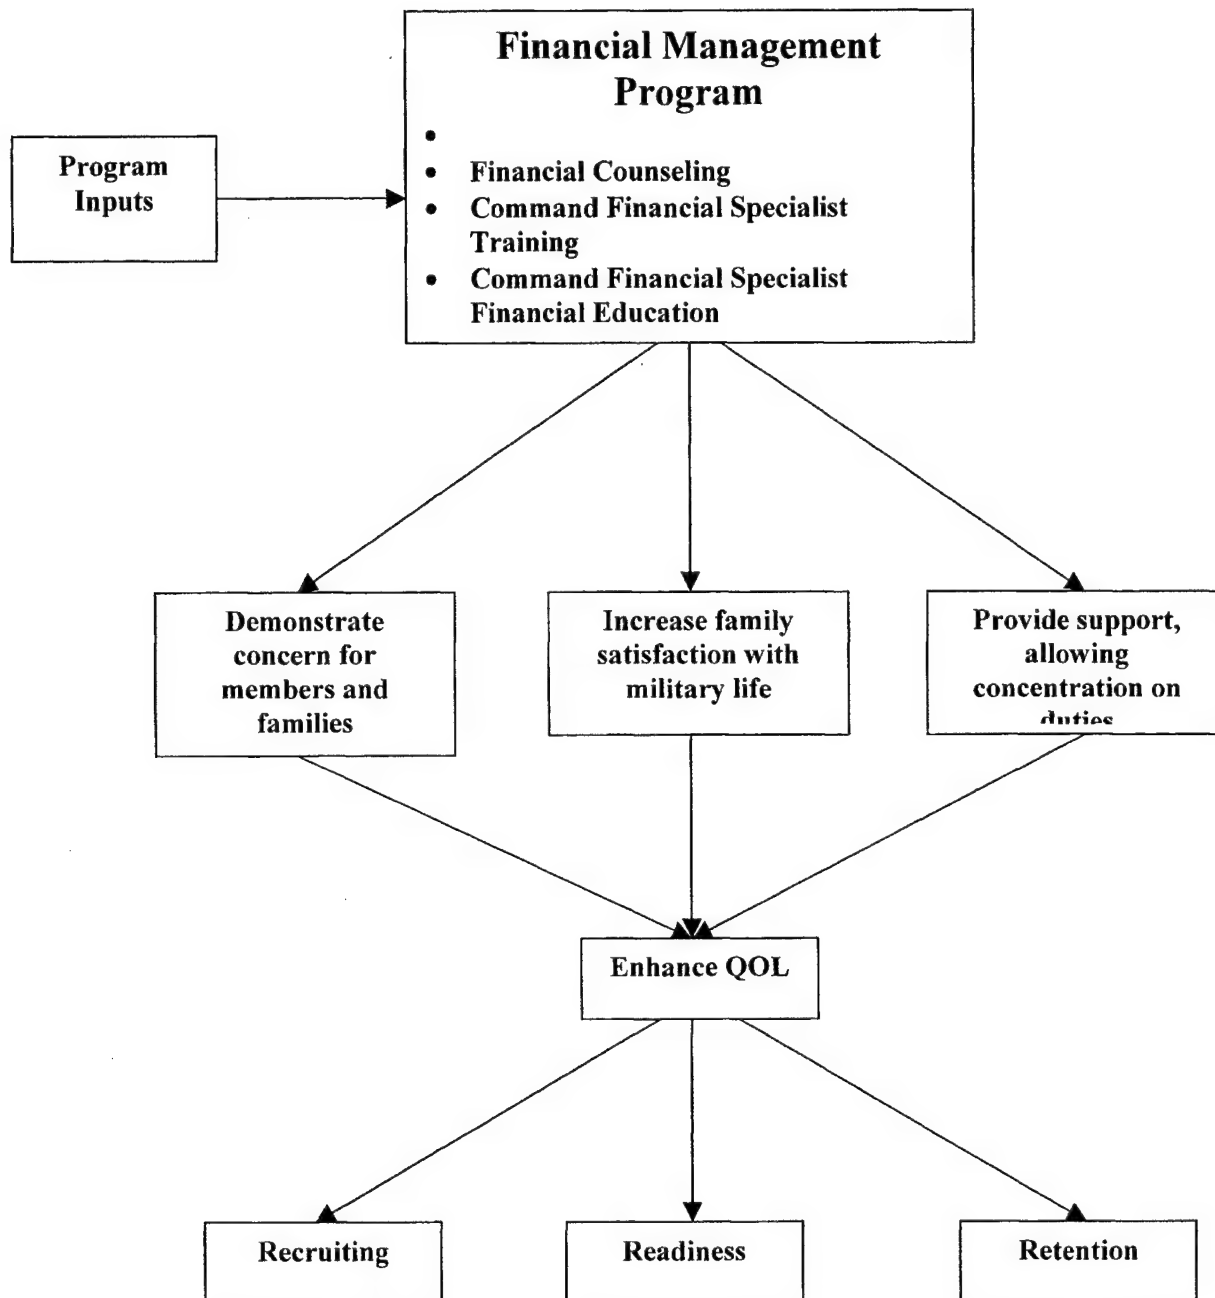 Financial Management
Program
•
• Financial Counseling
• Command Financial Specialist
Training
• Command Financial Specialist
Financial Education
Program
Inputs
Demonstrate
concern for
members and
families
Increase family
satisfaction with
military life
Provide support,
allowing
concentration on
duties
Enhance QOL
Recruiting
Readiness
Retention